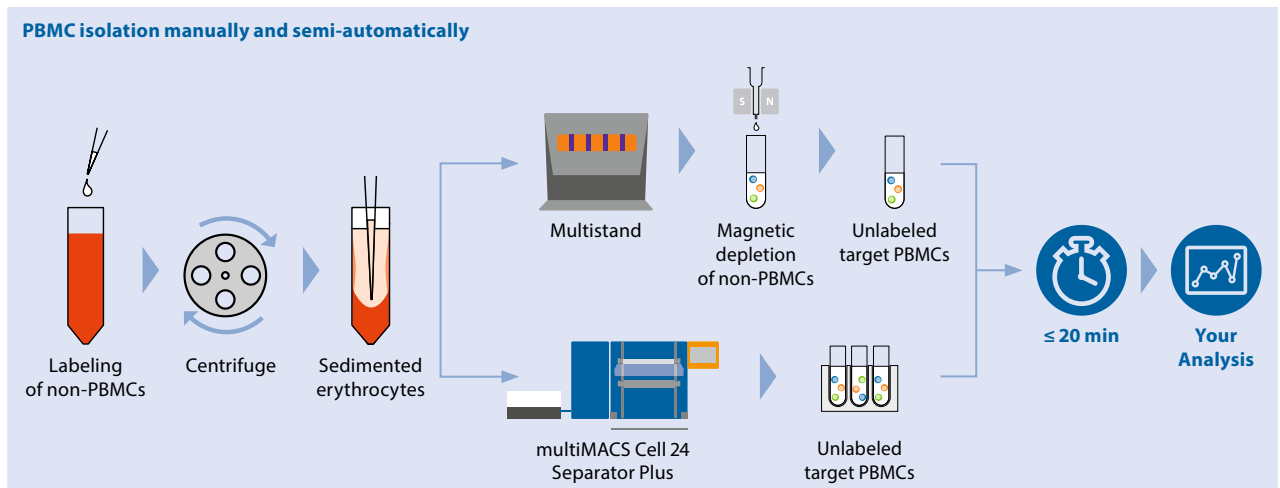 PBMC isolation manually and semi-automatically
Labeling
of non-PBMCs
Centrifuge
Sedimented
erythrocytes
Multistand
S N
Magnetic
depletion
of non-PBMCs
Unlabeled
target PBMCs
multiMACS Cell 24
Separator Plus
Unlabeled
target PBMCs
≤ 20 min
Your
Analysis